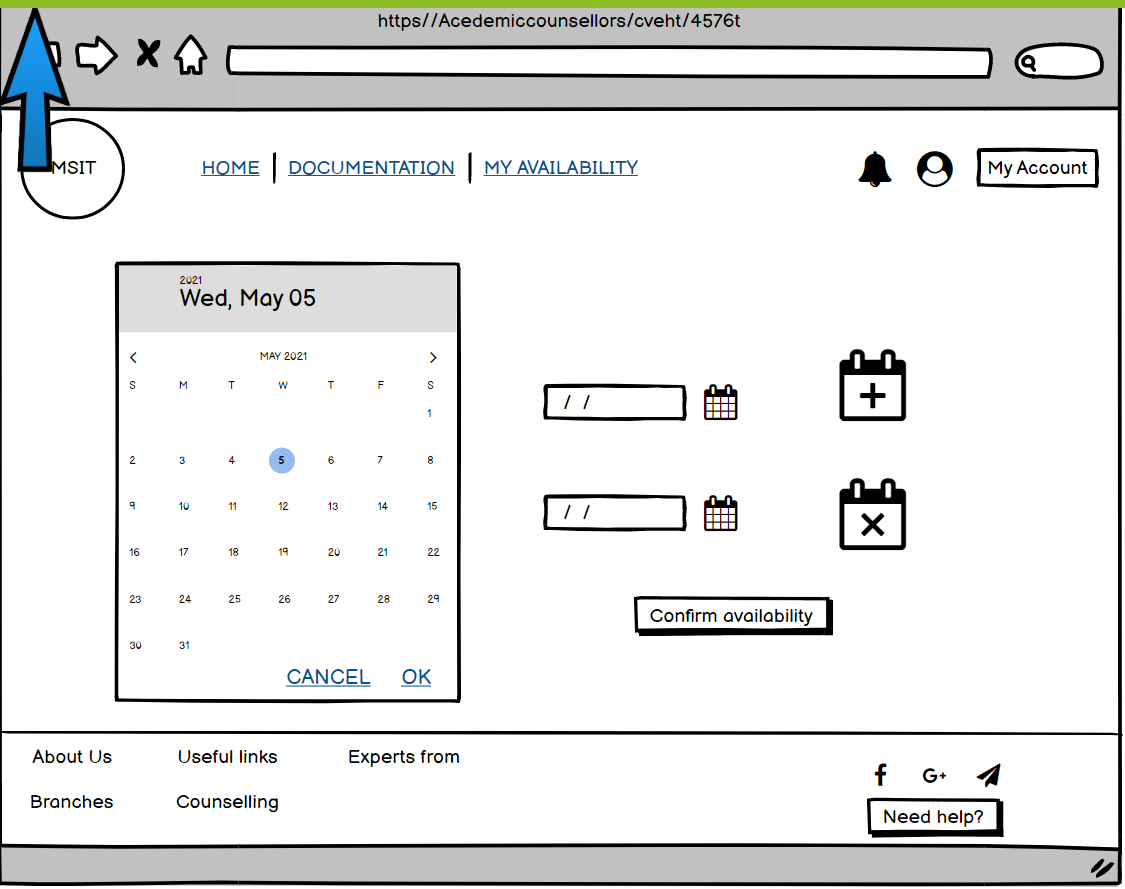 https//Acedemiccounsellors/cveht/4576t
MSIT
HOME DOCUMENTATION MY AVAILABILITY
My Account
2021
Wed, May 05
MAY 2021
S M T W T F S
1
2 3 4 5 6 7 8
9 10 11 12 13 14 15
16 17 18 19 20 21 22
23 24 25 26 27 28 29
30 31
CANCEL OK
/ /
/ /
Confirm availability
About Us Useful links Experts from
Branches Counselling
G+
Need help?